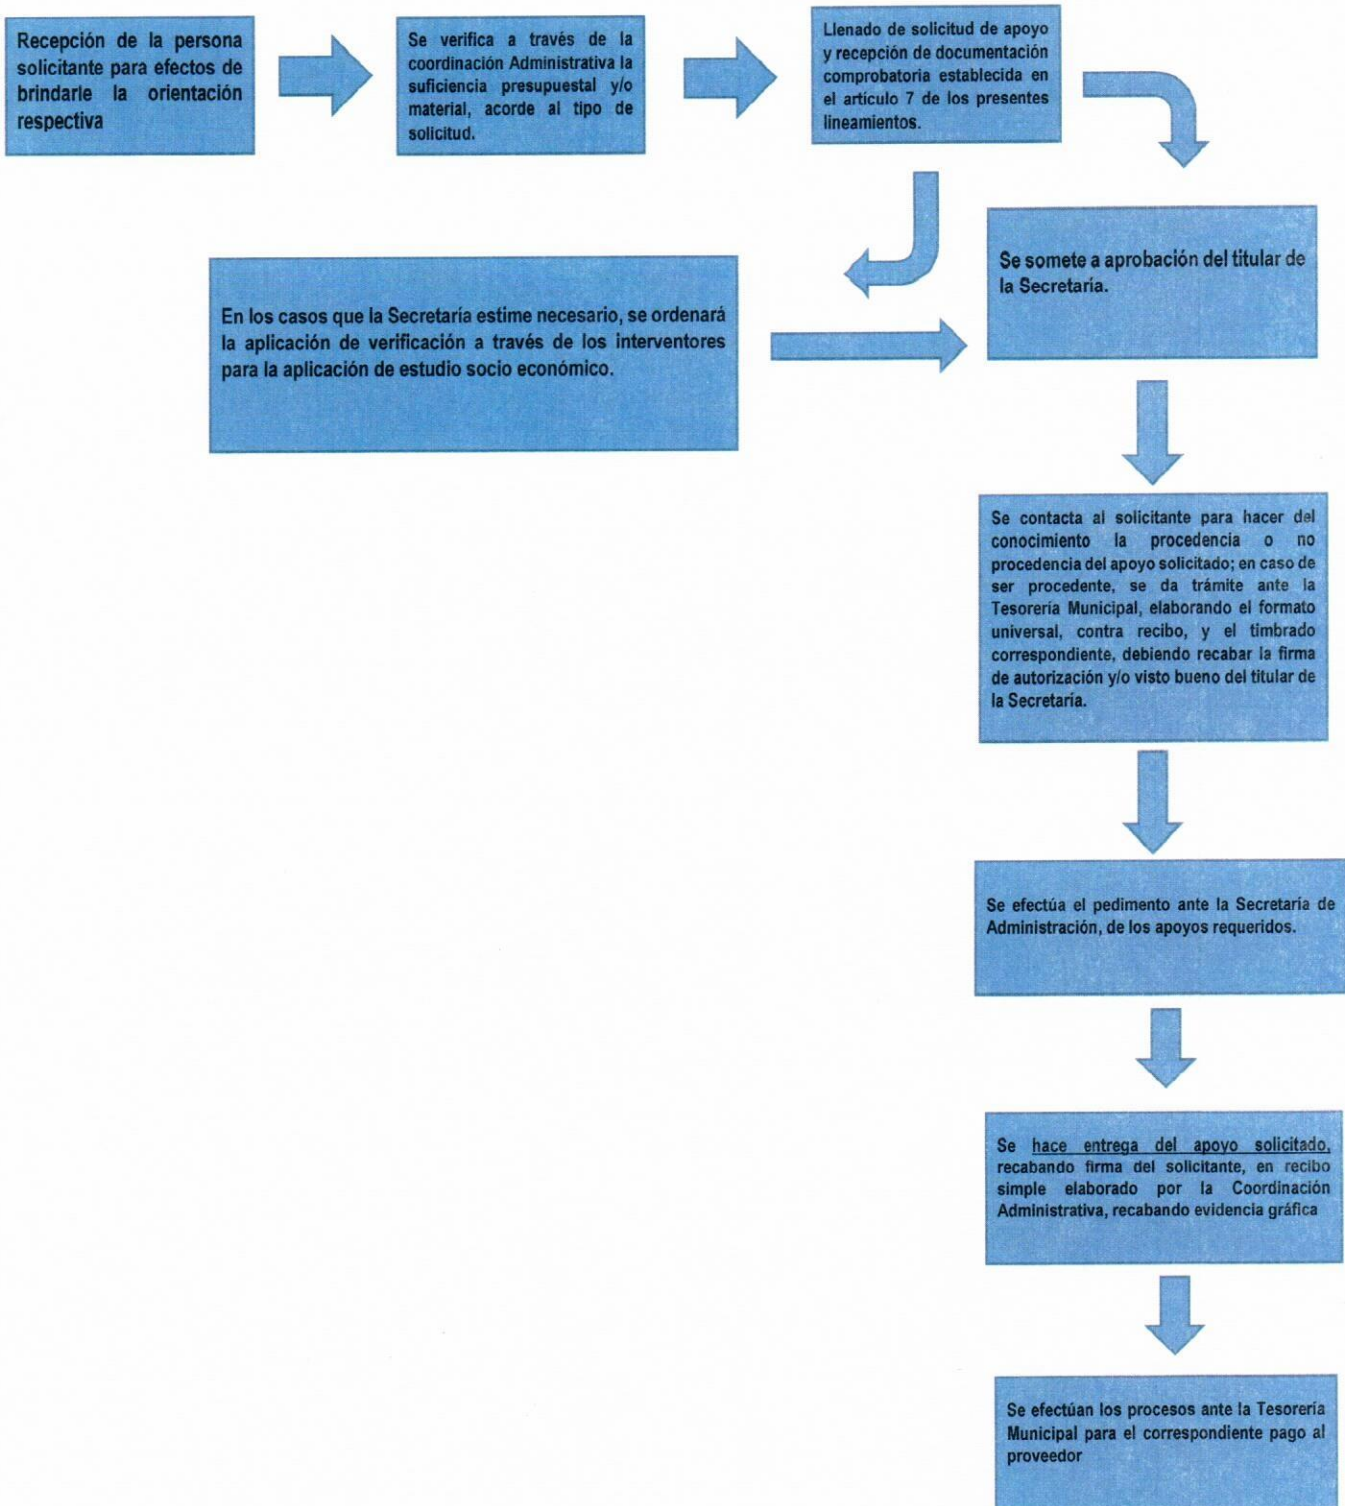 Recepción de la persona
solicitante para efectos de
brindarle la orientación
respectiva
Se verifica a través de la
coordinación Administrativa la
suficiencia presupuestal y/o
material, acorde al tipo de
solicitud.
Llenado de solicitud de apoyo
y recepción de documentación
comprobatoria establecida en
el artículo 7 de los presentes
lineamientos.
En los casos que la Secretaría estime necesario, se ordenará
la aplicación de verificación a través de los interventores
para la aplicación de estudio socio económico.
Se somete a aprobación del titular de
la Secretaría.
Se contacta al solicitante para hacer del
conocimiento la procedencia o no
procedencia del apoyo solicitado; en caso de
ser procedente, se da trámite ante la
Tesorería Municipal, elaborando el formato
universal, contra recibo, y el timbrado
correspondiente, debiendo recabar la firma
de autorización y/o visto bueno del titular de
la Secretaría.
Se efectúa el pedimento ante la Secretaría de
Administración, de los apoyos requeridos.
Se hace entrega del apoyo solicitado,
recabando firma del solicitante, en recibo
simple elaborado por la Coordinación
Administrativa, recabando evidencia gráfica
Se efectúan los procesos ante la Tesorería
Municipal para el correspondiente pago al
proveedor